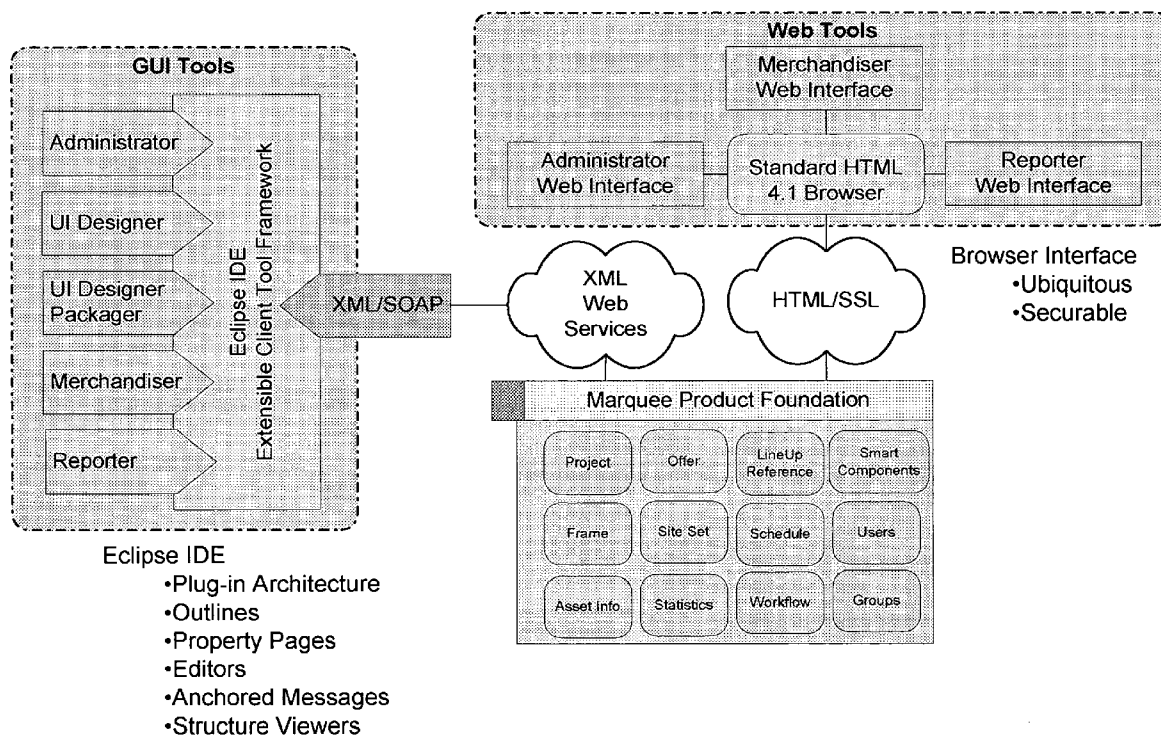 GUI Tools
Administrator
UI Designer
UI Designer
Packager
Merchandiser
Reporter
Eclipse IDE
Extensible Client Tool Framework
XML/SOAP
Eclipse IDE
•Plug-in Architecture
•Outlines
•Property Pages
•Editors
•Anchored Messages
•Structure Viewers
Web Tools
Merchandiser
Web Interface
Administrator
Web Interface
Standard HTML
4.1 Browser
Reporter
Web Interface
XML
Web
Services
HTML/SSL
Browser Interface
•Ubiquitous
•Securable
Marquee Product Foundation
Project
Offer
LineUp
Reference
Smart
Components
Frame
Site Set
Schedule
Users
Asset Info
Statistics
Workflow
Groups